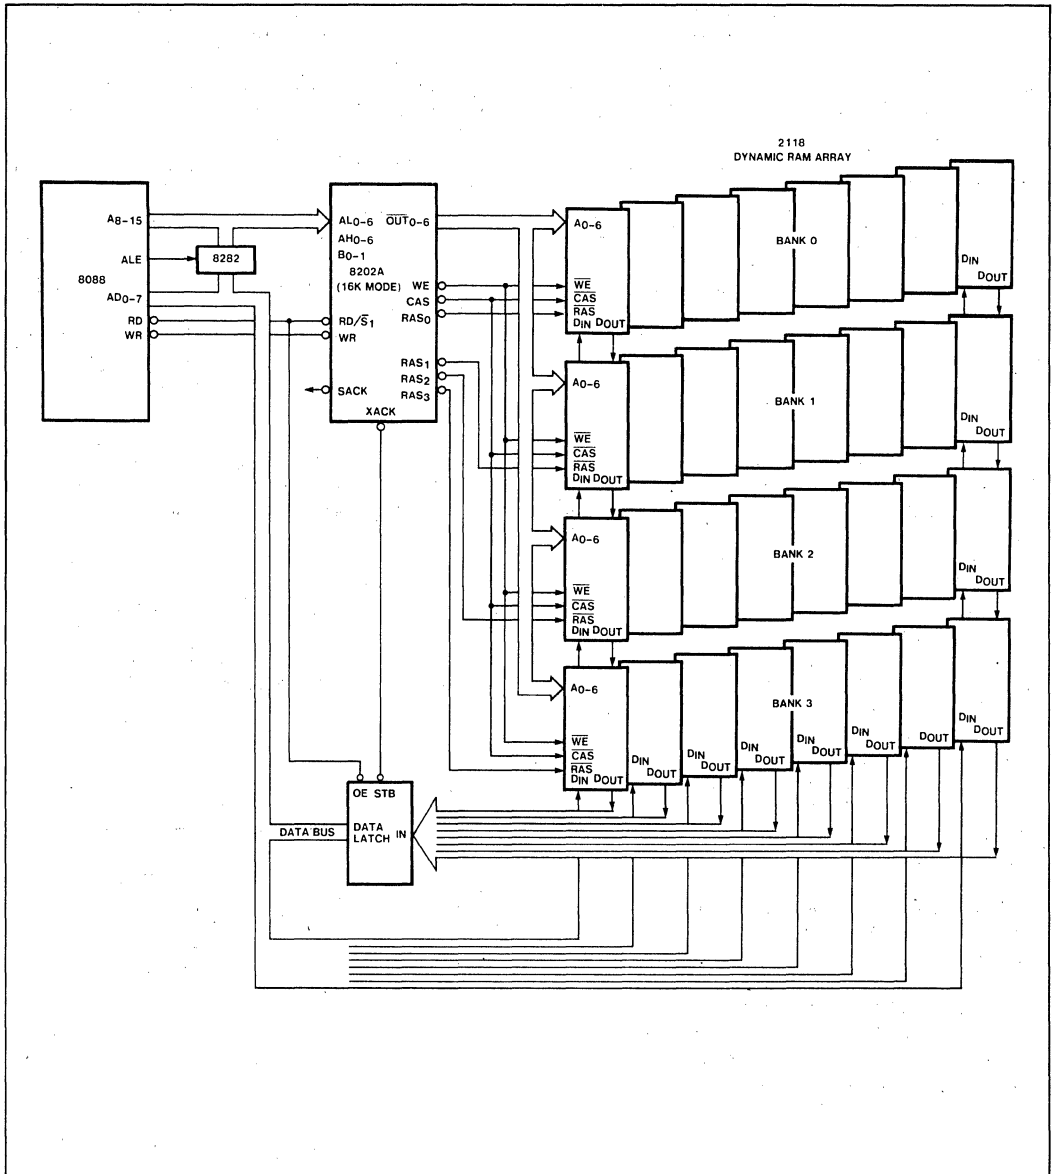 2118
DYNAMIC RAM ARRAY
8088
A8-15
ALE
AD0-7
RD
WR
8282
AL0-6
AH0-6
B0-1
8202A
(16K MODE)
OUT0-6
WE
CAS
RAS0
RD/S1
WR
RAS1
RAS2
RAS3
SACK
XACK
A0-6
WE
CAS
RAS
DIN DOUT
BANK 0
DIN
DOUT
A0-6
WE
CAS
RAS
DIN DOUT
BANK 1
DIN
DOUT
A0-6
WE
CAS
RAS
DIN DOUT
BANK 2
DIN
DOUT
A0-6
WE
CAS
RAS
DIN DOUT
BANK 3
DIN
DOUT
DIN
DOUT
DIN
DOUT
DIN
DOUT
DIN
DOUT
DOUT
DIN
DOUT
OE STB
DATA BUS
DATA
LATCH IN